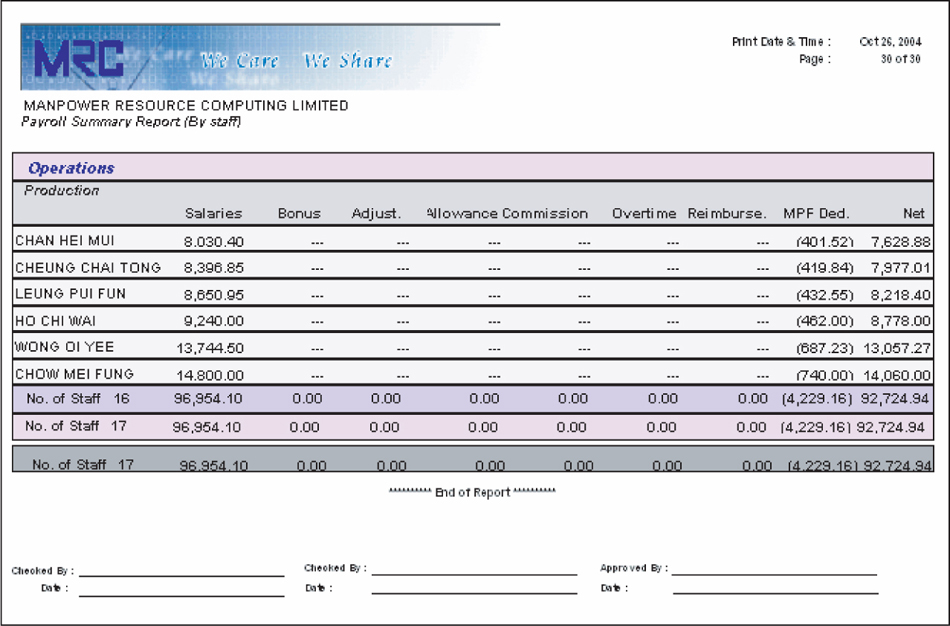 MRC We Care We Share
Print Date & Time : Oct 26, 2004
Page : 30 of 30
MANPOWER RESOURCE COMPUTING LIMITED
Payroll Summary Report (By staff)
Operations
Production
Salaries Bonus Adjust. Allowance Commission Overtime Reimburse. MPF Ded. Net
CHAN HEI MUI 8,030.40 --- --- --- --- --- --- (401.52) 7,628.88
CHEUNG CHAI TONG 8,396.85 --- --- --- --- --- --- (419.84) 7,977.01
LEUNG PUI FUN 8,650.95 --- --- --- --- --- --- (432.55) 8,218.40
HO CHI WAI 9,240.00 --- --- --- --- --- --- (462.00) 8,778.00
WONG OI YEE 13,744.50 --- --- --- --- --- --- (687.23) 13,057.27
CHOW MEI FUNG 14,800.00 --- --- --- --- --- --- (740.00) 14,060.00
No. of Staff 16 96,954.10 0.00 0.00 0.00 0.00 0.00 0.00 (4,229.16) 92,724.94
No. of Staff 17 96,954.10 0.00 0.00 0.00 0.00 0.00 0.00 (4,229.16) 92,724.94
No. of Staff 17 96,954.10 0.00 0.00 0.00 0.00 0.00 0.00 (4,229.16) 92,724.94
********** End of Report **********
Checked By : Checked By : Approved By :
Date : Date : Date :